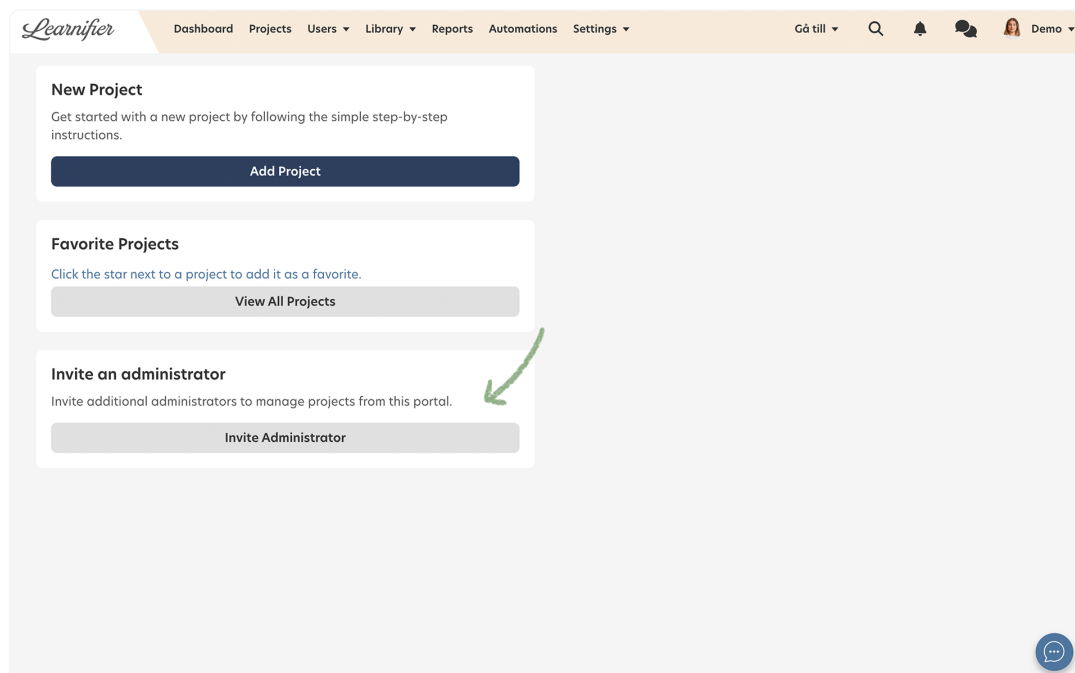 Learnifier
Dashboard Projects Users Library Reports Automations Settings Gå till Demo
New Project
Get started with a new project by following the simple step-by-step
instructions.
Add Project
Favorite Projects
Click the star next to a project to add it as a favorite.
View All Projects
Invite an administrator
Invite additional administrators to manage projects from this portal.
Invite Administrator